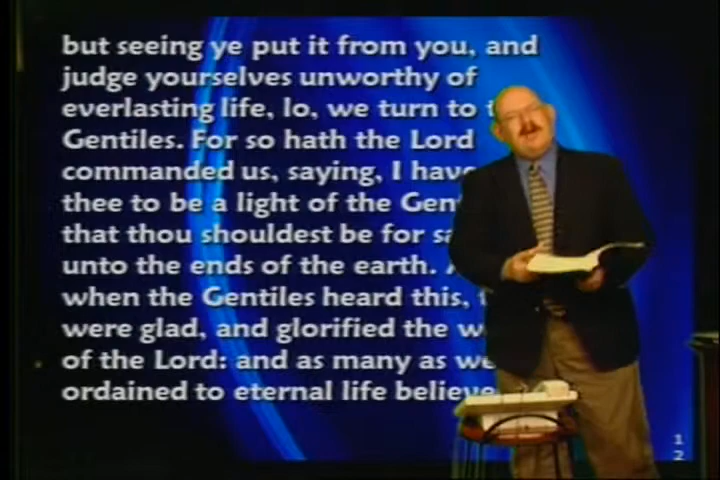 but seeing ye put it from you, and
judge yourselves unworthy of
everlasting life, lo, we turn to
Gentiles. For so hath the Lord
commanded us, saying, I have
thee to be a light of the Gen
that thou shouldest be for
unto the ends of the earth.
when the Gentiles heard this,
were glad, and glorified the
of the Lord: and as many as
ordained to eternal life believe
1
2